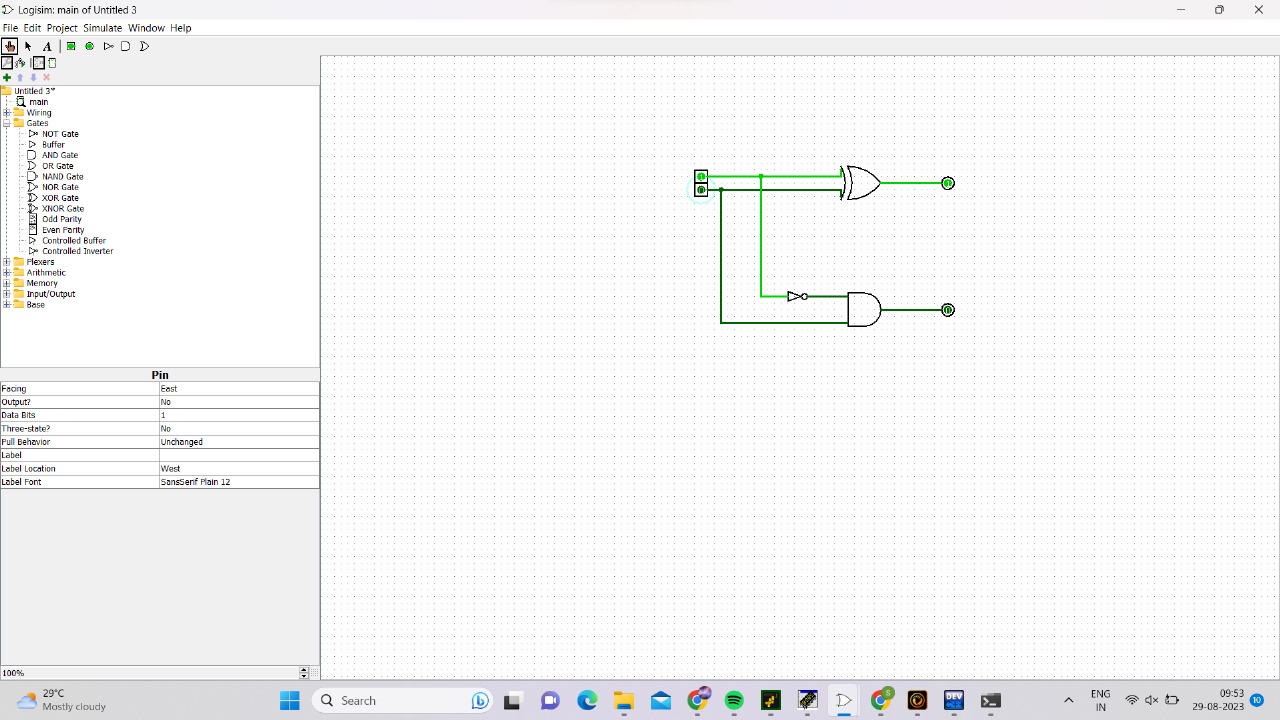 Logisim: main of Untitled 3
File Edit Project Simulate Window Help
A
Untitled 3*
main
Wiring
Gates
NOT Gate
Buffer
AND Gate
OR Gate
NAND Gate
NOR Gate
XOR Gate
XNOR Gate
Odd Parity
Even Parity
Controlled Buffer
Controlled Inverter
Plexers
Arithmetic
Memory
Input/Output
Base
Pin
Facing East
Output? No
Data Bits 1
Three-state? No
Pull Behavior Unchanged
Label
Label Location West
Label Font SansSerif Plain 12
100%
29°C
Mostly cloudy
Search
S
DEV
ENG
IN
09:53
29-08-2023
10